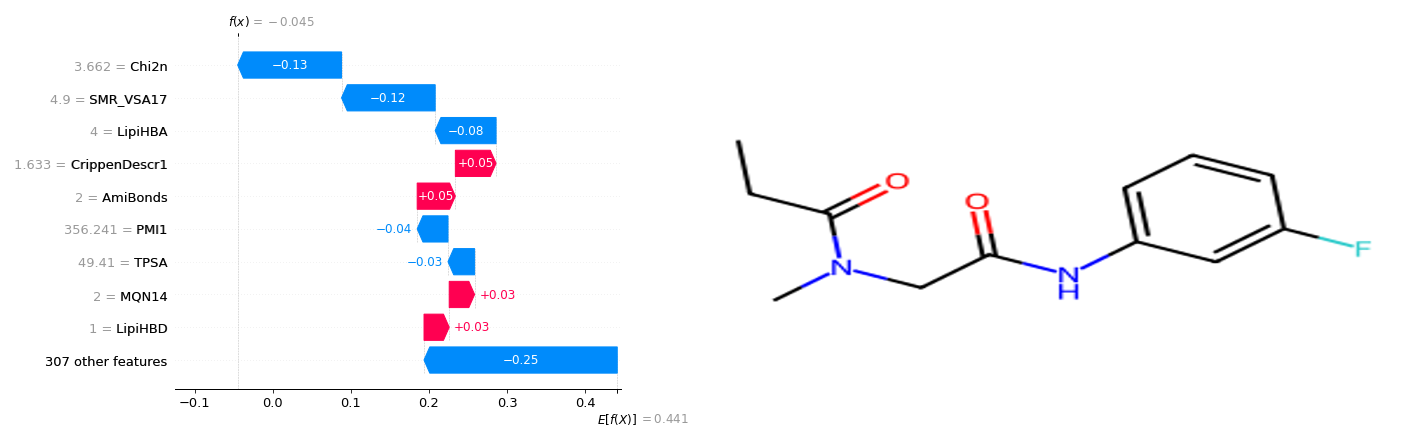 f(x) = −0.045
3.662 = Chi2n
−0.13
4.9 = SMR_VSA17
−0.12
4 = LipiHBA
−0.08
1.633 = CrippenDescr1
+0.05
2 = AmiBonds
+0.05
356.241 = PMI1
−0.04
49.41 = TPSA
−0.03
2 = MQN14
+0.03
1 = LipiHBD
+0.03
307 other features
−0.25
−0.1 0.0 0.1 0.2 0.3 0.4
E[f(X)] = 0.441
O
N
O
N
H
F